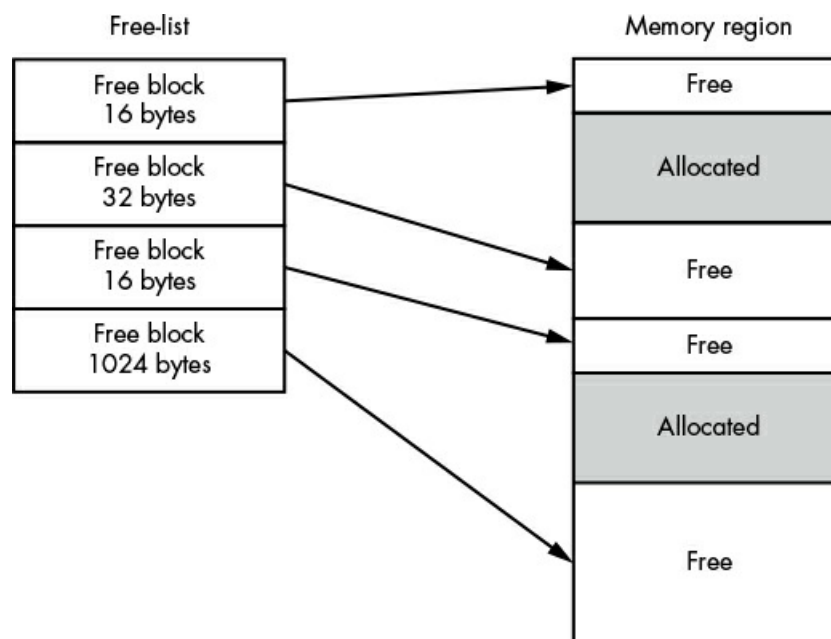 Free-list
Free block
16 bytes
Free block
32 bytes
Free block
16 bytes
Free block
1024 bytes
Memory region
Free
Allocated
Free
Free
Allocated
Free